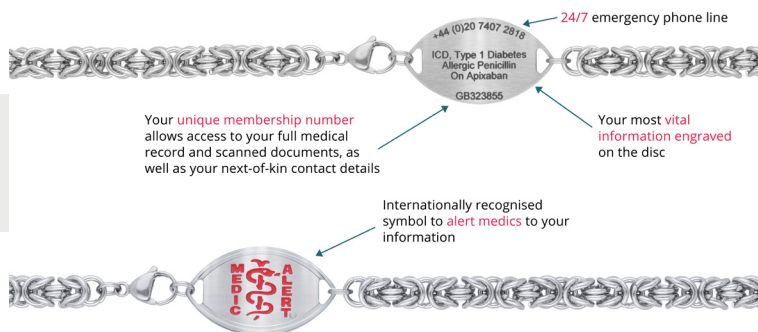 24/7 emergency phone line
+44 (0)20 7407 2818
ICD, Type 1 Diabetes
Allergic Penicillin
On Apixaban
GB323855
Your unique membership number
allows access to your full medical
record and scanned documents, as
well as your next-of-kin contact details
Your most vital
information engraved
on the disc
Internationally recognised
symbol to alert medics to your
information
MEDIC
ALERT